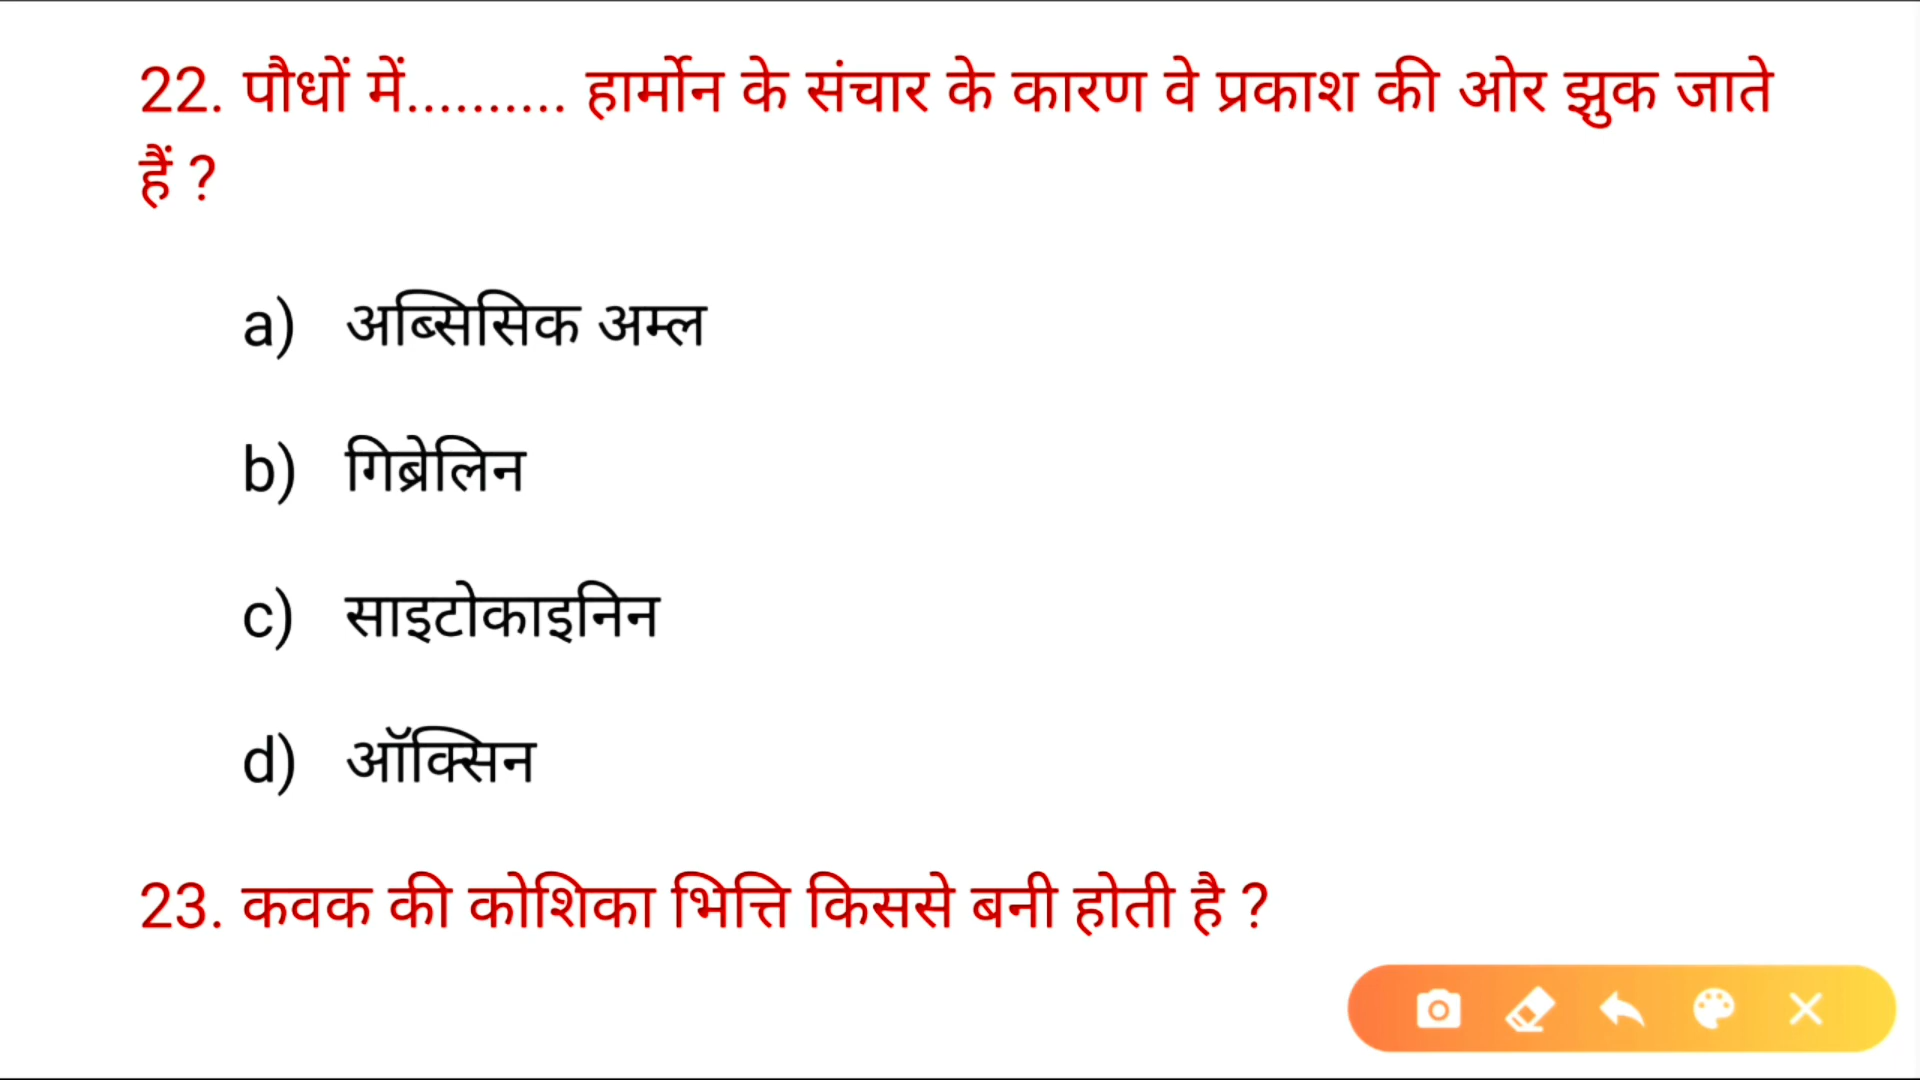 22. पौधों में.......... हार्मोन के संचार के कारण वे प्रकाश की ओर झुक जाते
हैं ?
a) अब्सिसिक अम्ल
b) गिब्रेलिन
c) साइटोकाइनिन
d) ऑक्सिन
23. कवक की कोशिका भित्ति किससे बनी होती है ?